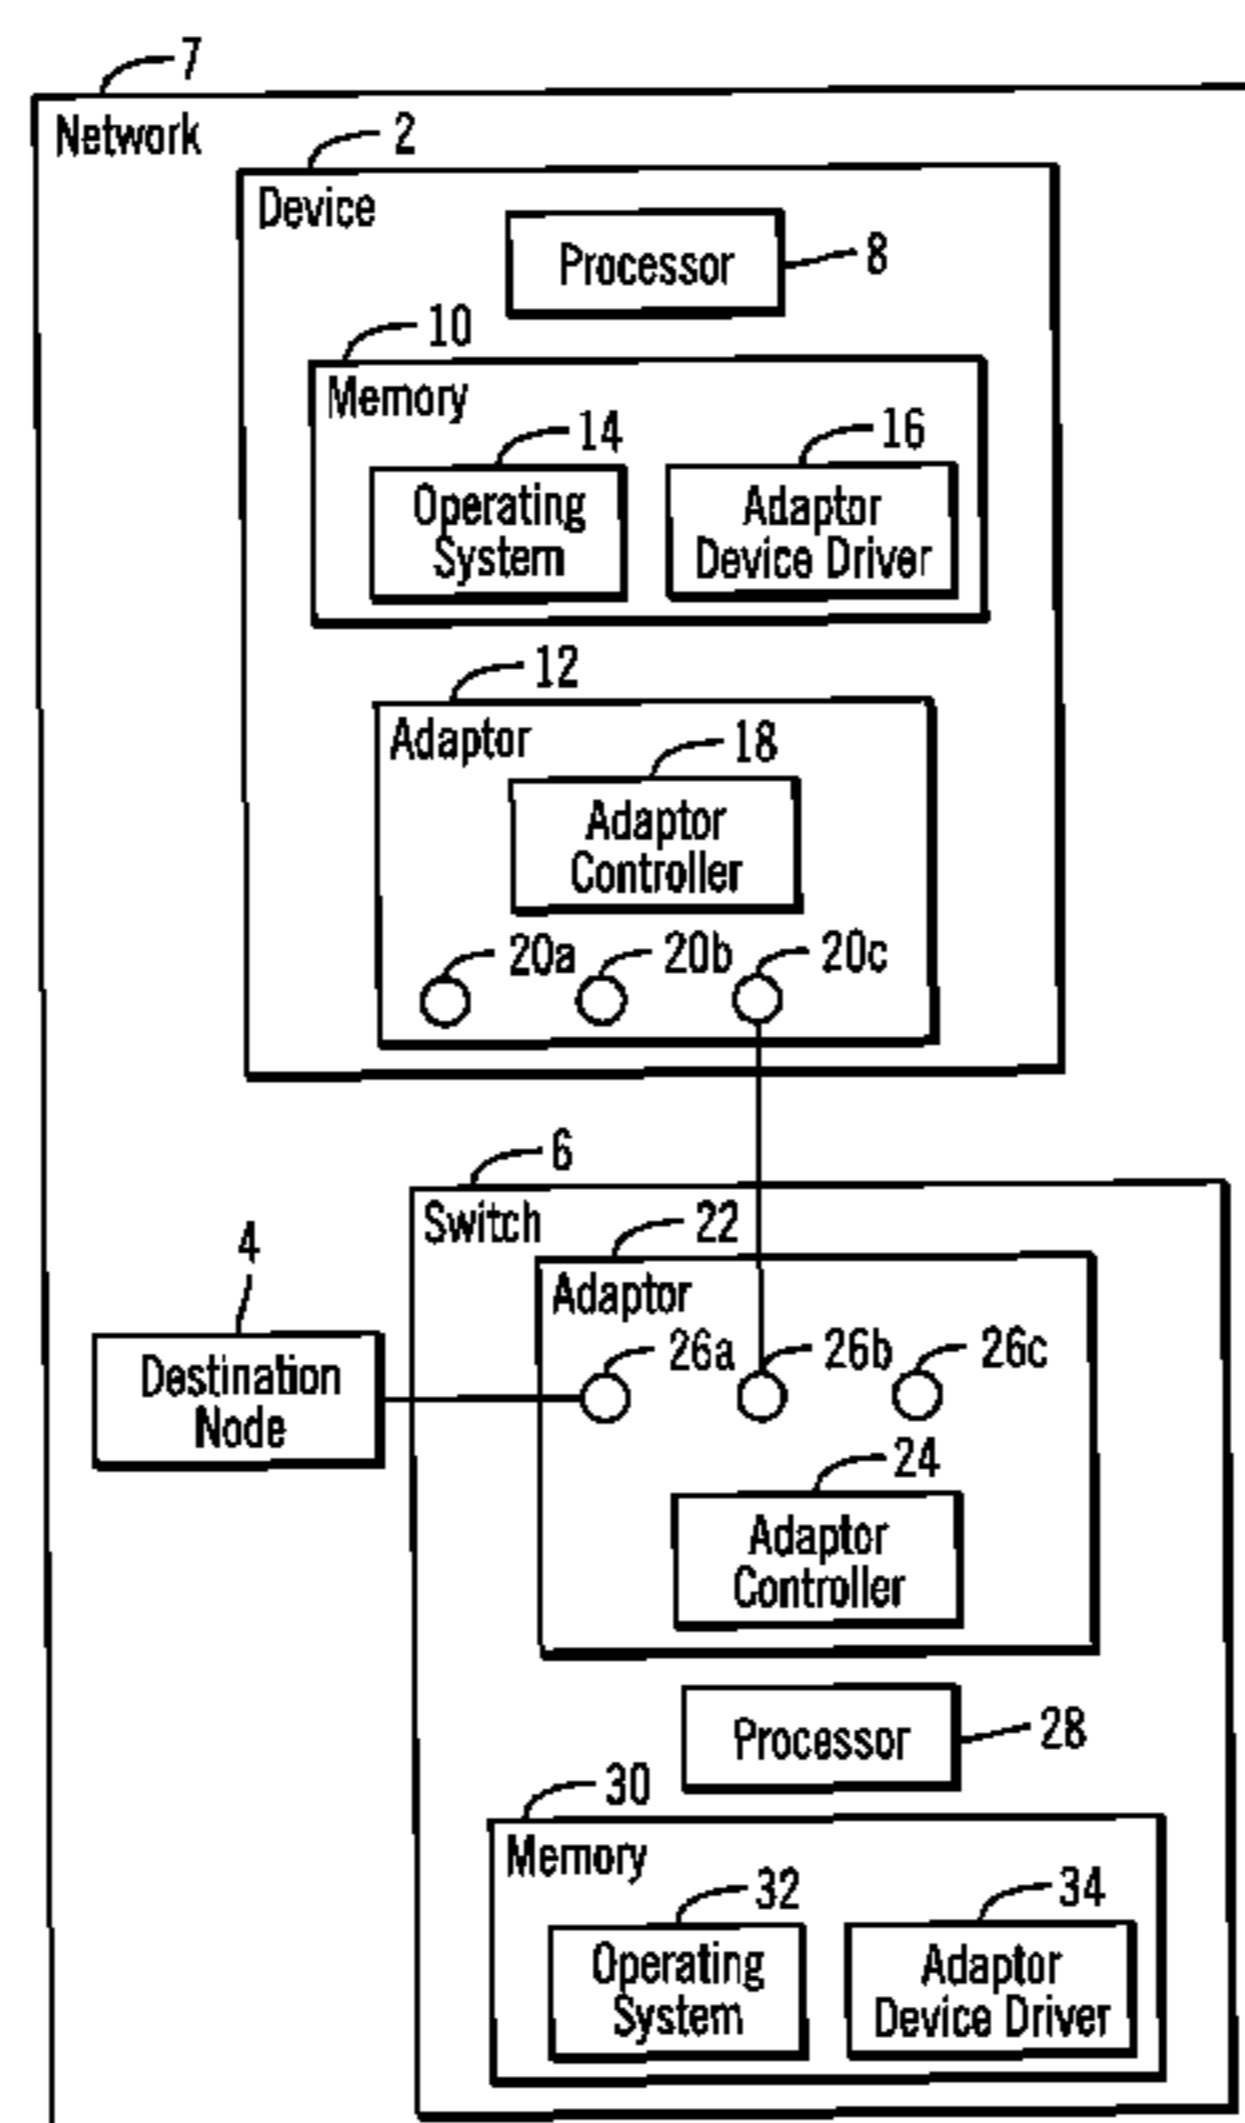 7
Network
2
Device
Processor
8
10
Memory
14
16
Operating
System
Adaptor
Device Driver
12
Adaptor
18
Adaptor
Controller
20a
20b
20c
6
Switch
22
4
Adaptor
26a
26b
26c
Destination
Node
24
Adaptor
Controller
Processor
28
30
Memory
32
34
Operating
System
Adaptor
Device Driver